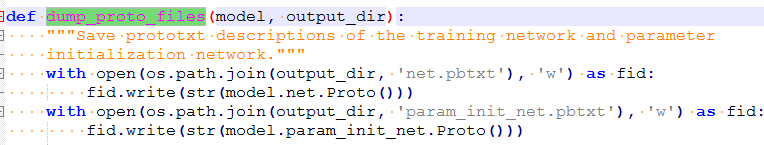 def dump_proto_files(model, output_dir):
    """Save prototxt descriptions of the training network and parameter
    initialization network."""
    with open(os.path.join(output_dir, 'net.pbtxt'), 'w') as fid:
        fid.write(str(model.net.Proto()))
    with open(os.path.join(output_dir, 'param_init_net.pbtxt'), 'w') as fid:
        fid.write(str(model.param_init_net.Proto()))